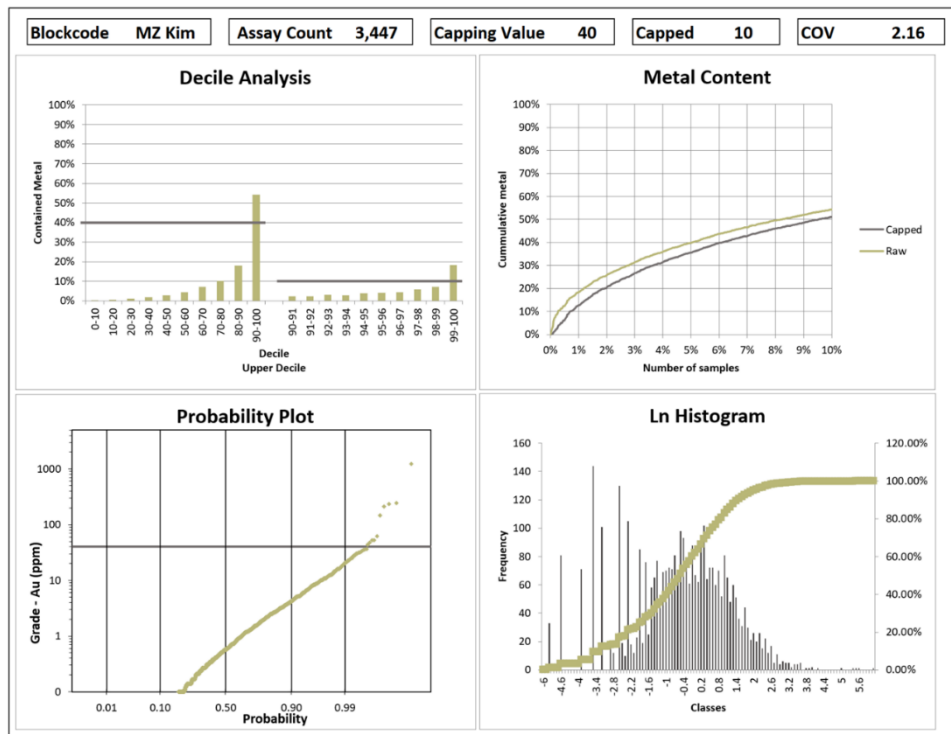 Blockcode MZ Kim Assay Count 3,447 Capping Value 40 Capped 10 COV 2.16
Decile Analysis
Contained Metal
100%
90%
80%
70%
60%
50%
40%
30%
20%
10%
0%
0-10 10-20 20-30 30-40 40-50 50-60 60-70 70-80 80-90 90-100 90-91 91-92 92-93 93-94 94-95 95-96 96-97 97-98 98-99 99-100
Decile
Upper Decile
Metal Content
Cummulative metal
100%
90%
80%
70%
60%
50%
40%
30%
20%
10%
0%
0% 1% 2% 3% 4% 5% 6% 7% 8% 9% 10%
Number of samples
Capped
Raw
Probability Plot
Grade - Au (ppm)
1000
100
10
1
0
0.01 0.10 0.50 0.90 0.99
Probability
Ln Histogram
Frequency
160
140
120
100
80
60
40
20
0
120.00%
100.00%
80.00%
60.00%
40.00%
20.00%
0.00%
-6 -4.6 -4 -3.4 -2.8 -2.2 -1.6 -1 -0.4 0.2 0.8 1.4 2 2.6 3.2 3.8 4.4 5 5.6
Classes